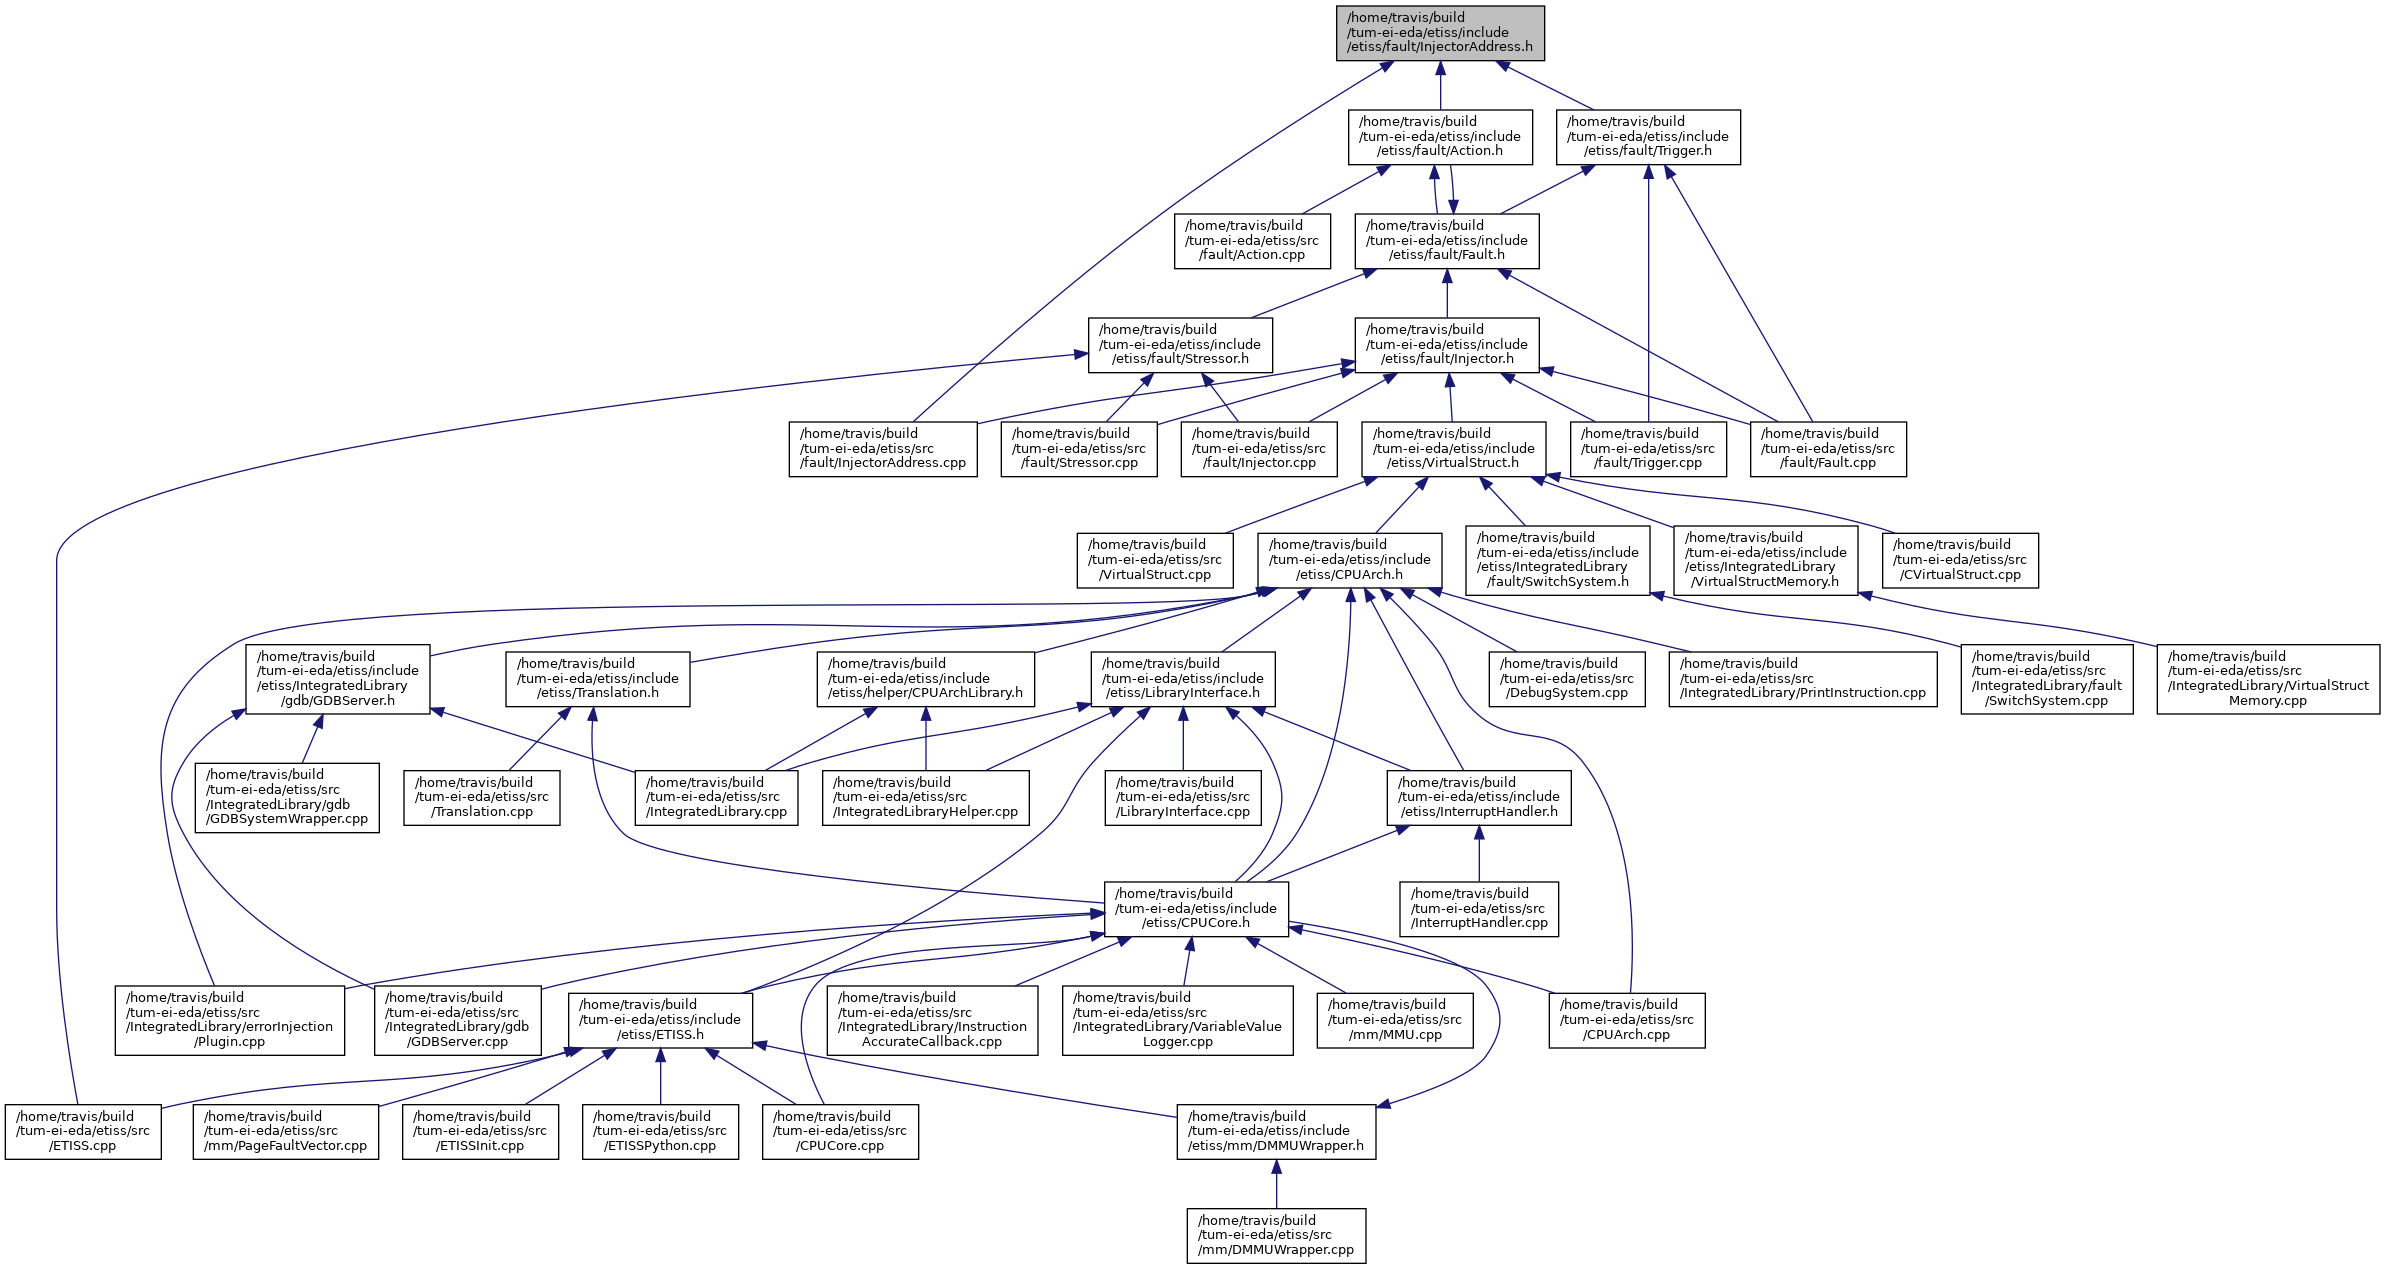 /home/travis/build
/tum-ei-eda/etiss/include
/etiss/fault/InjectorAddress.h
/home/travis/build
/tum-ei-eda/etiss/include
/etiss/fault/Action.h
/home/travis/build
/tum-ei-eda/etiss/include
/etiss/fault/Trigger.h
/home/travis/build
/tum-ei-eda/etiss/src
/fault/Action.cpp
/home/travis/build
/tum-ei-eda/etiss/include
/etiss/fault/Fault.h
/home/travis/build
/tum-ei-eda/etiss/include
/etiss/fault/Stressor.h
/home/travis/build
/tum-ei-eda/etiss/include
/etiss/fault/Injector.h
/home/travis/build
/tum-ei-eda/etiss/src
/fault/InjectorAddress.cpp
/home/travis/build
/tum-ei-eda/etiss/src
/fault/Stressor.cpp
/home/travis/build
/tum-ei-eda/etiss/src
/fault/Injector.cpp
/home/travis/build
/tum-ei-eda/etiss/include
/etiss/VirtualStruct.h
/home/travis/build
/tum-ei-eda/etiss/src
/fault/Trigger.cpp
/home/travis/build
/tum-ei-eda/etiss/src
/fault/Fault.cpp
/home/travis/build
/tum-ei-eda/etiss/src
/VirtualStruct.cpp
/home/travis/build
/tum-ei-eda/etiss/include
/etiss/CPUArch.h
/home/travis/build
/tum-ei-eda/etiss/include
/etiss/IntegratedLibrary
/fault/SwitchSystem.h
/home/travis/build
/tum-ei-eda/etiss/include
/etiss/IntegratedLibrary
/VirtualStructMemory.h
/home/travis/build
/tum-ei-eda/etiss/src
/CVirtualStruct.cpp
/home/travis/build
/tum-ei-eda/etiss/include
/etiss/IntegratedLibrary
/gdb/GDBServer.h
/home/travis/build
/tum-ei-eda/etiss/include
/etiss/Translation.h
/home/travis/build
/tum-ei-eda/etiss/include
/etiss/helper/CPUArchLibrary.h
/home/travis/build
/tum-ei-eda/etiss/include
/etiss/LibraryInterface.h
/home/travis/build
/tum-ei-eda/etiss/src
/DebugSystem.cpp
/home/travis/build
/tum-ei-eda/etiss/src
/IntegratedLibrary/PrintInstruction.cpp
/home/travis/build
/tum-ei-eda/etiss/src
/IntegratedLibrary/fault
/SwitchSystem.cpp
/home/travis/build
/tum-ei-eda/etiss/src
/IntegratedLibrary/VirtualStruct
Memory.cpp
/home/travis/build
/tum-ei-eda/etiss/src
/IntegratedLibrary/gdb
/GDBSystemWrapper.cpp
/home/travis/build
/tum-ei-eda/etiss/src
/Translation.cpp
/home/travis/build
/tum-ei-eda/etiss/src
/IntegratedLibrary.cpp
/home/travis/build
/tum-ei-eda/etiss/src
/IntegratedLibraryHelper.cpp
/home/travis/build
/tum-ei-eda/etiss/src
/LibraryInterface.cpp
/home/travis/build
/tum-ei-eda/etiss/include
/etiss/InterruptHandler.h
/home/travis/build
/tum-ei-eda/etiss/include
/etiss/CPUCore.h
/home/travis/build
/tum-ei-eda/etiss/src
/InterruptHandler.cpp
/home/travis/build
/tum-ei-eda/etiss/src
/IntegratedLibrary/errorInjection
/Plugin.cpp
/home/travis/build
/tum-ei-eda/etiss/src
/IntegratedLibrary/gdb
/GDBServer.cpp
/home/travis/build
/tum-ei-eda/etiss/include
/etiss/ETISS.h
/home/travis/build
/tum-ei-eda/etiss/src
/IntegratedLibrary/Instruction
AccurateCallback.cpp
/home/travis/build
/tum-ei-eda/etiss/src
/IntegratedLibrary/VariableValue
Logger.cpp
/home/travis/build
/tum-ei-eda/etiss/src
/mm/MMU.cpp
/home/travis/build
/tum-ei-eda/etiss/src
/CPUArch.cpp
/home/travis/build
/tum-ei-eda/etiss/src
/ETISS.cpp
/home/travis/build
/tum-ei-eda/etiss/src
/mm/PageFaultVector.cpp
/home/travis/build
/tum-ei-eda/etiss/src
/ETISSInit.cpp
/home/travis/build
/tum-ei-eda/etiss/src
/ETISSPython.cpp
/home/travis/build
/tum-ei-eda/etiss/src
/CPUCore.cpp
/home/travis/build
/tum-ei-eda/etiss/include
/etiss/mm/DMMUWrapper.h
/home/travis/build
/tum-ei-eda/etiss/src
/mm/DMMUWrapper.cpp